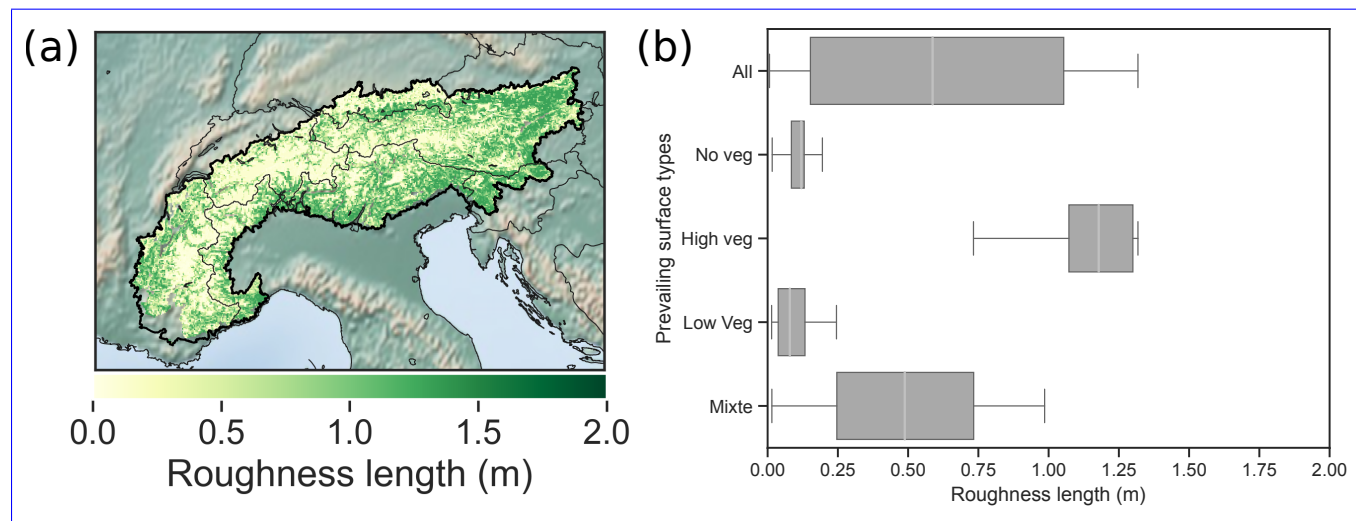 (a)
0.0 0.5 1.0 1.5 2.0
Roughness length (m)
(b)
Prevailing surface types
All
No veg
High veg
Low Veg
Mixte
0.00 0.25 0.50 0.75 1.00 1.25 1.50 1.75 2.00
Roughness length (m)